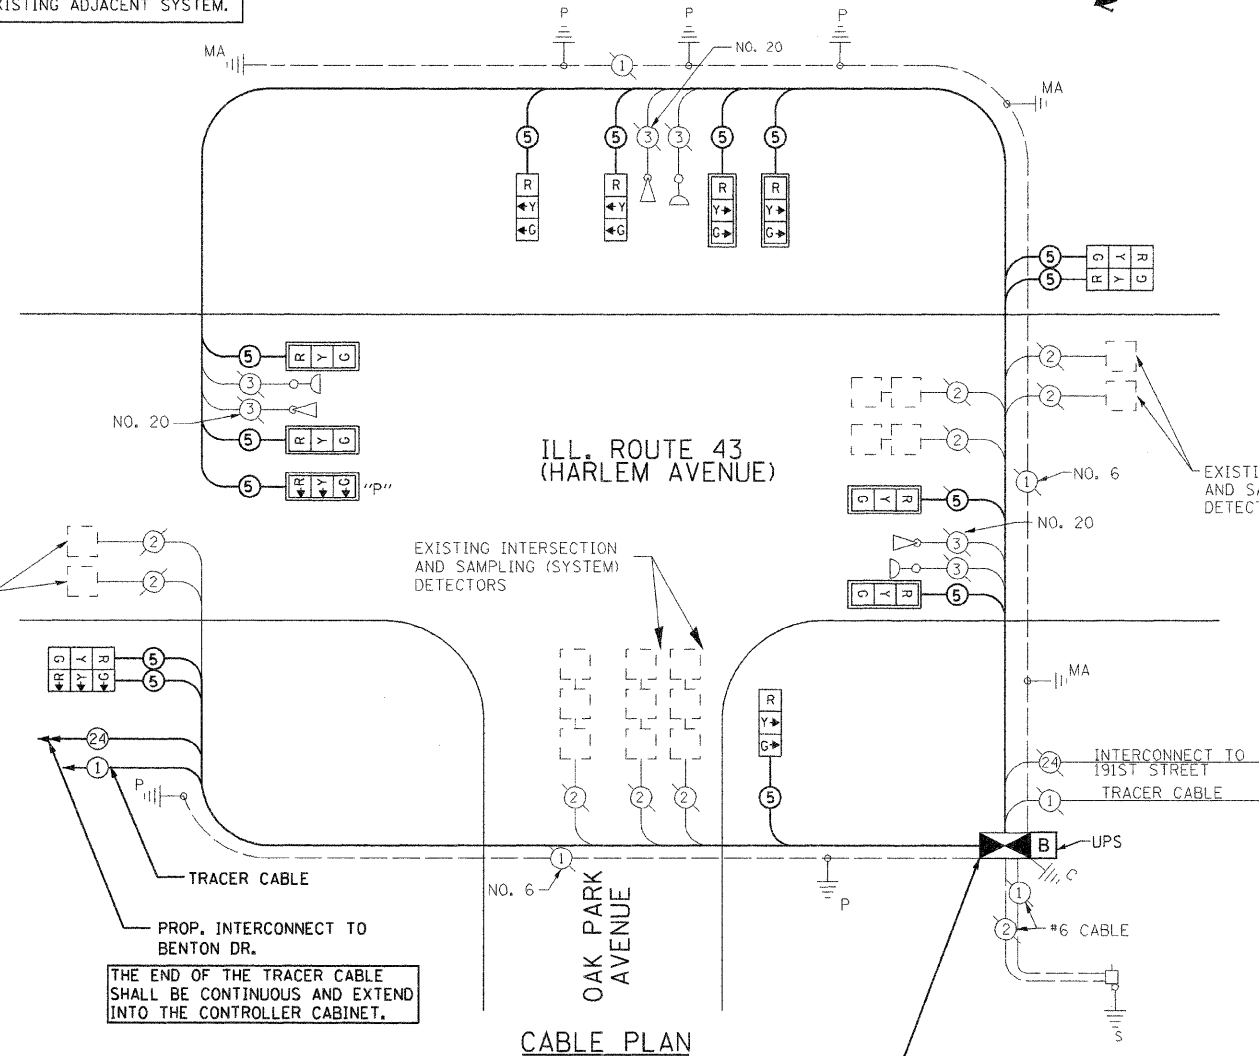 EXISTING ADJACENT SYSTEM.
P
P
P
MA
1
NO. 20
MA
5
5
3
3
5
5
R
Y
G
R
Y
G
R
Y
G
R
Y
G
5
G Y R
5
R Y G
5
R Y G
3
3
NO. 20
5
R Y G
5
R Y G
"P"
ILL. ROUTE 43
(HARLEM AVENUE)
2
2
2
2
1
NO. 6
EXISTI
AND SA
DETECT
G Y R
5
3
NO. 20
3
G Y R
5
2
2
EXISTING INTERSECTION
AND SAMPLING (SYSTEM)
DETECTORS
G Y R
5
R Y G
5
MA
R
Y
G
24
1
P
2
2
2
5
24
INTERCONNECT TO
191ST STREET
1
TRACER CABLE
B
UPS
C
TRACER CABLE
1
NO. 6
P
1
2
#6 CABLE
S
PROP. INTERCONNECT TO
BENTON DR.
THE END OF THE TRACER CABLE
SHALL BE CONTINUOUS AND EXTEND
INTO THE CONTROLLER CABINET.
OAK PARK
AVENUE
CABLE PLAN